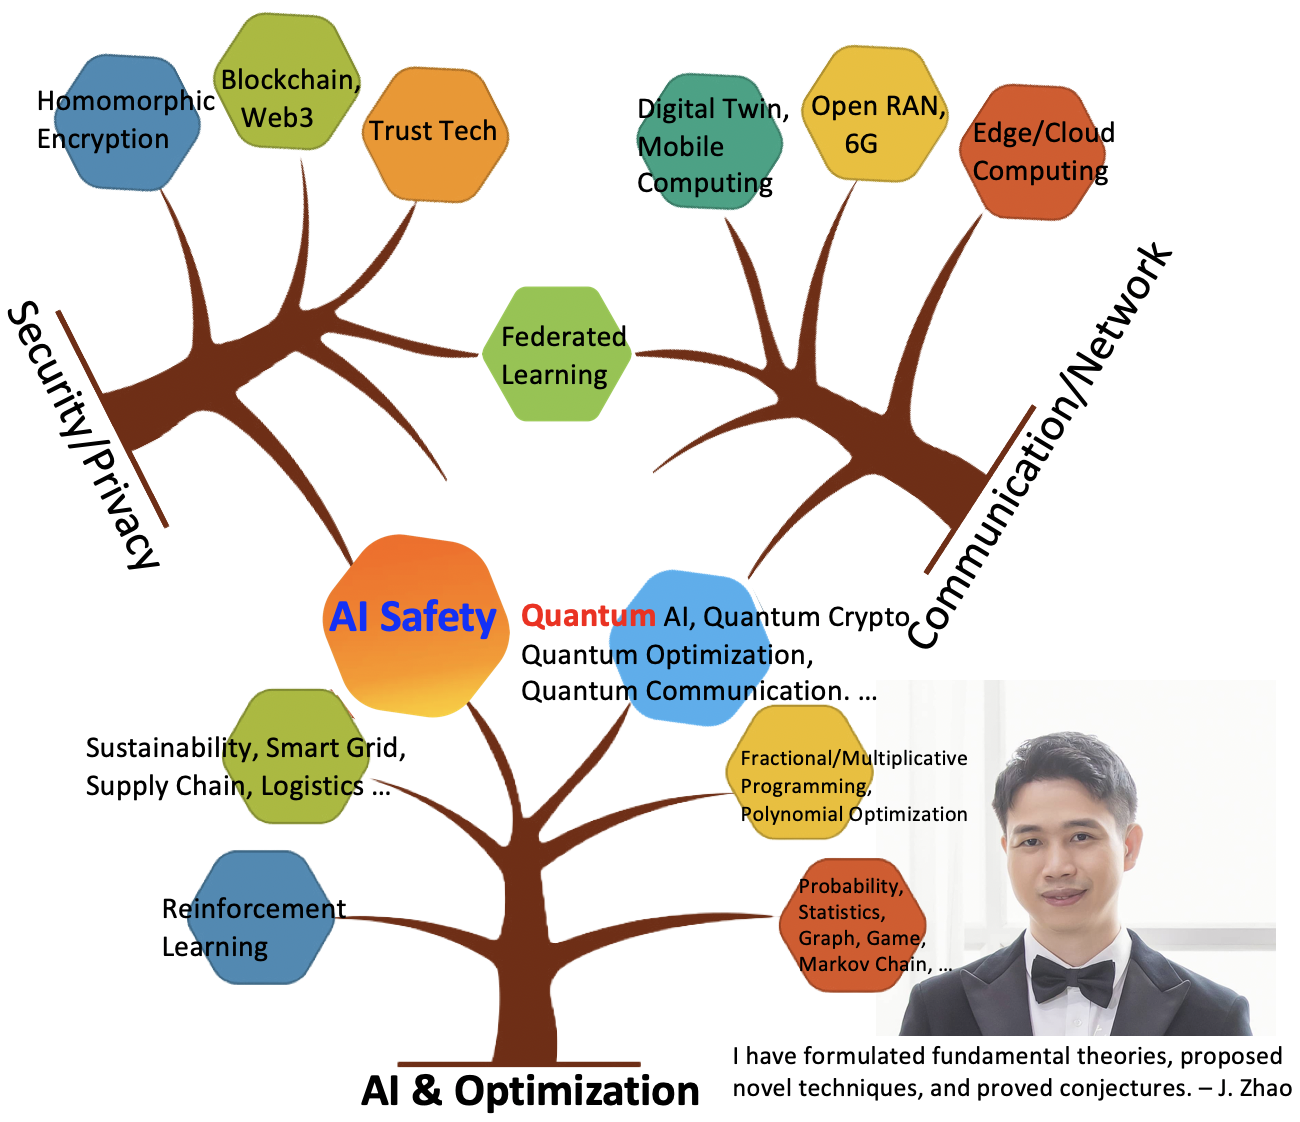 Homomorphic
Encryption
Blockchain,
Web3
Trust Tech
Digital Twin,
Mobile
Computing
Open RAN,
6G
Edge/Cloud
Computing
Security/Privacy
Federated
Learning
Communication/Network
AI Safety
Quantum AI, Quantum Crypto
Quantum Optimization,
Quantum Communication. ...
Sustainability, Smart Grid,
Supply Chain, Logistics ...
Fractional/Multiplicative
Programming,
Polynomial Optimization
Reinforcement
Learning
Probability,
Statistics,
Graph, Game,
Markov Chain, ...
AI & Optimization
I have formulated fundamental theories, proposed
novel techniques, and proved conjectures. – J. Zhao